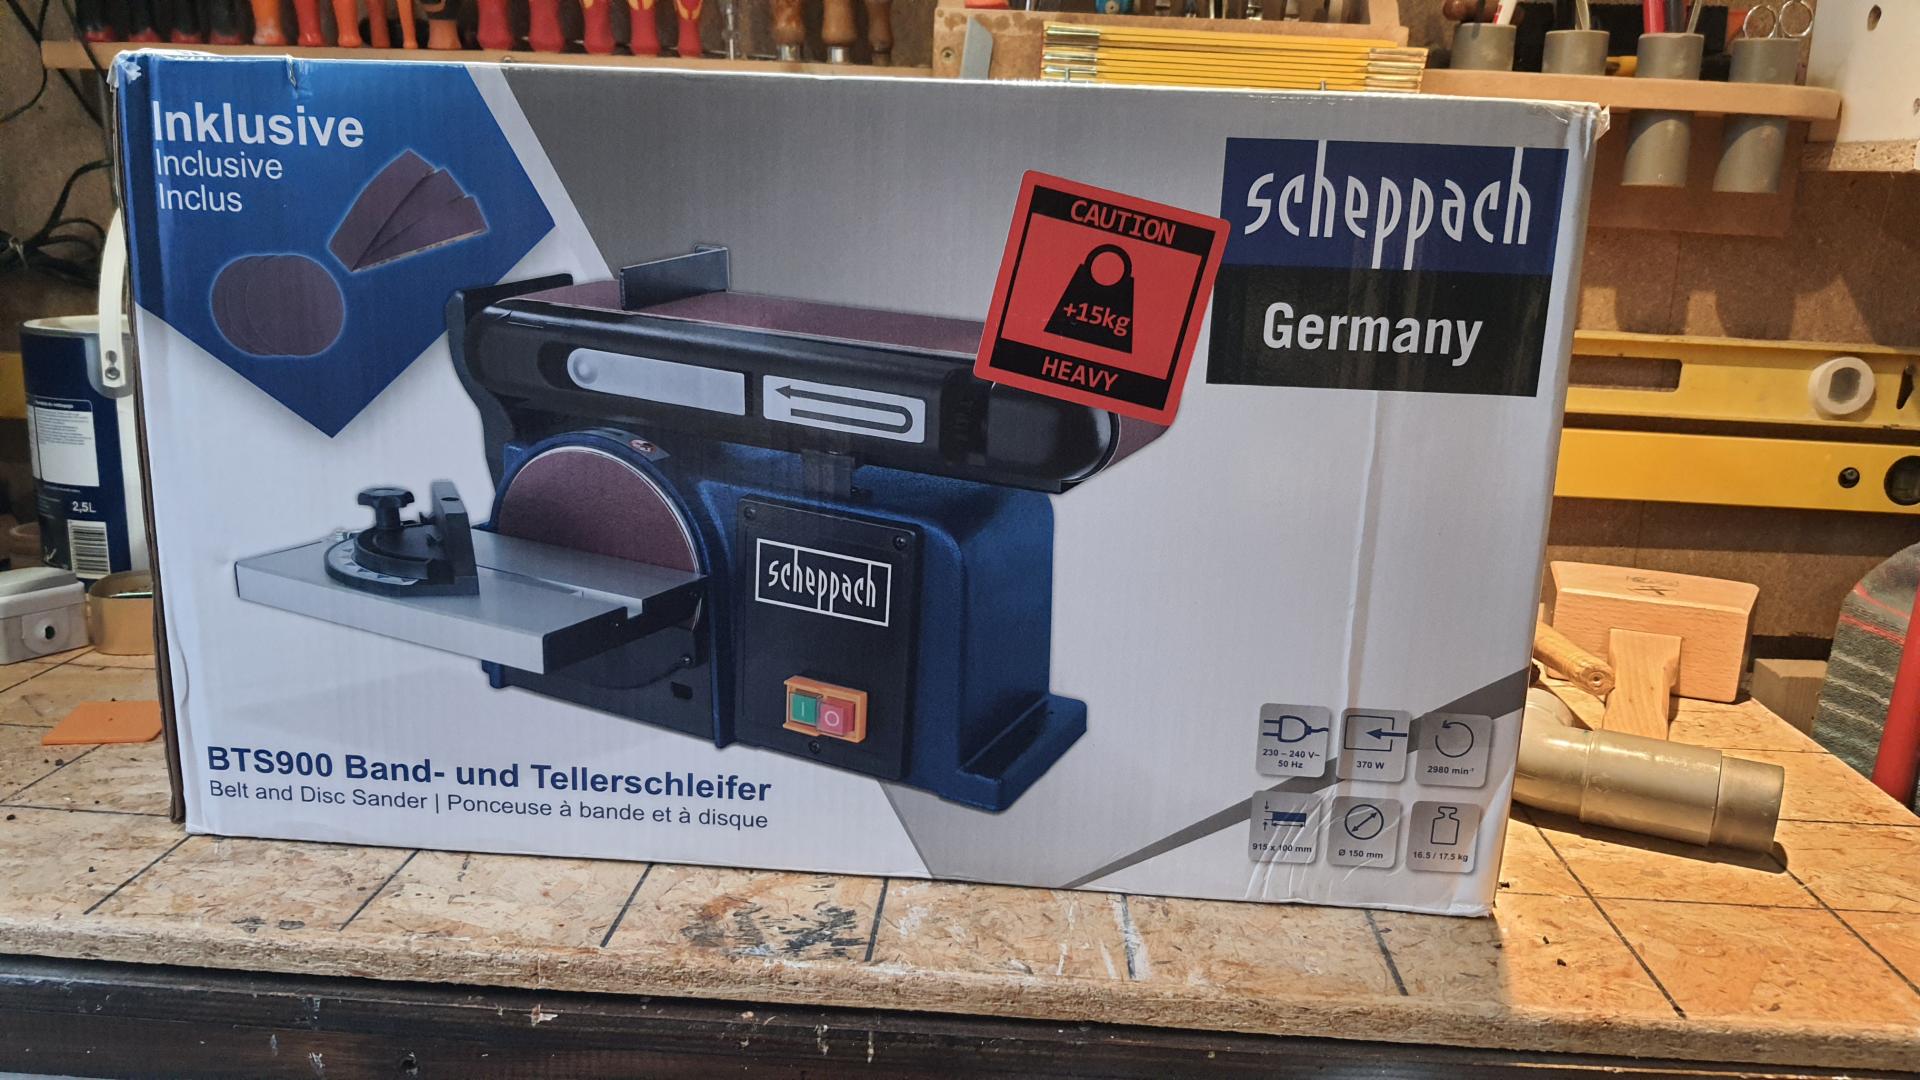 Inklusive
Inclusive
Inclus
CAUTION
+15kg
HEAVY
scheppach
Germany
scheppach
I O
BTS900 Band- und Tellerschleifer
Belt and Disc Sander | Ponceuse à bande et à disque
230 – 240 V~
50 Hz
370 W
2980 min⁻¹
915 x 100 mm
Ø 150 mm
16.5 / 17.5 kg
2,5L